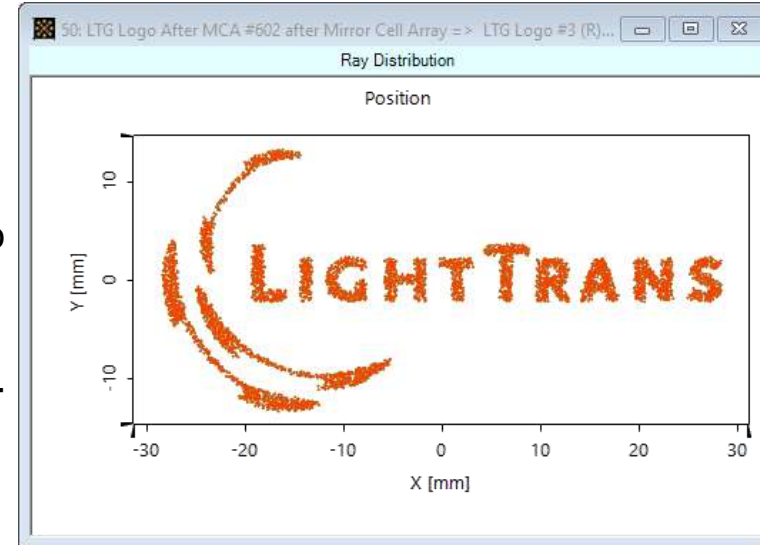 50: LTG Logo After MCA #602 after Mirror Cell Array => LTG Logo #3 (R)...
Ray Distribution
Position
10
0
-10
Y [mm]
LIGHTTRANS
-30 -20 -10 0 10 20 30
X [mm]